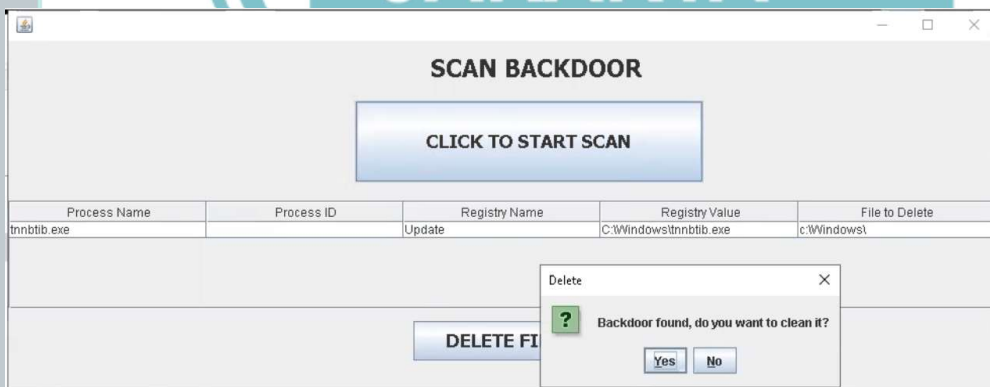 SCAN BACKDOOR
CLICK TO START SCAN
Process Name Process ID Registry Name Registry Value File to Delete
tnnbtib.exe Update C:\Windows\tnnbtib.exe c:\Windows\
Delete
Backdoor found, do you want to clean it?
DELETE FI
Yes No